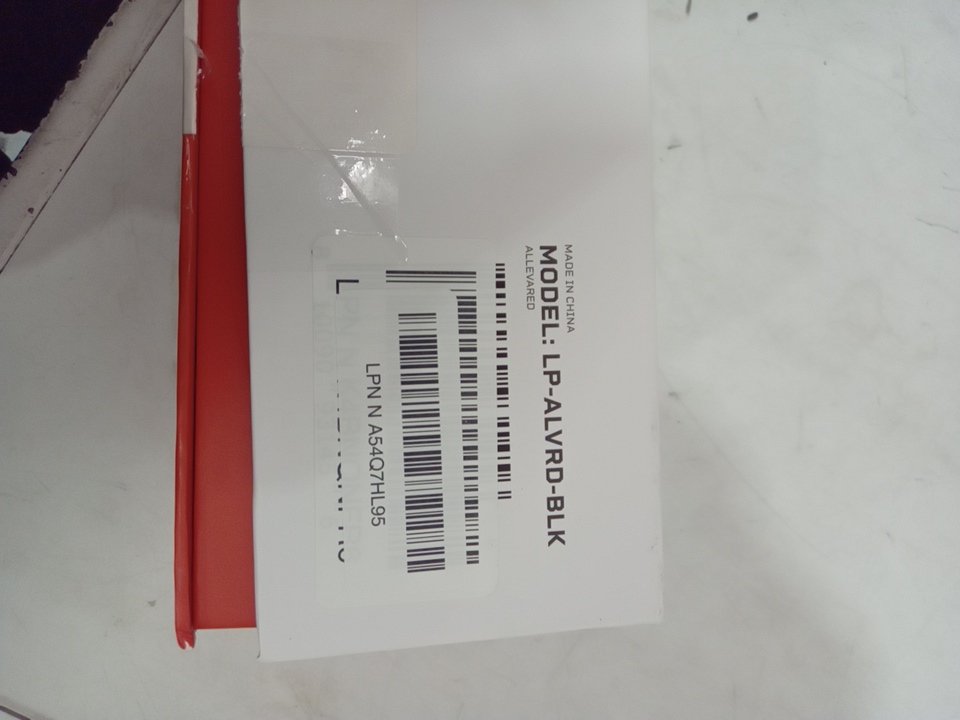 MADE IN CHINA
MODEL: LP-ALVRD-BLK
ALLEVARED
LPN N A54Q7HL95
L